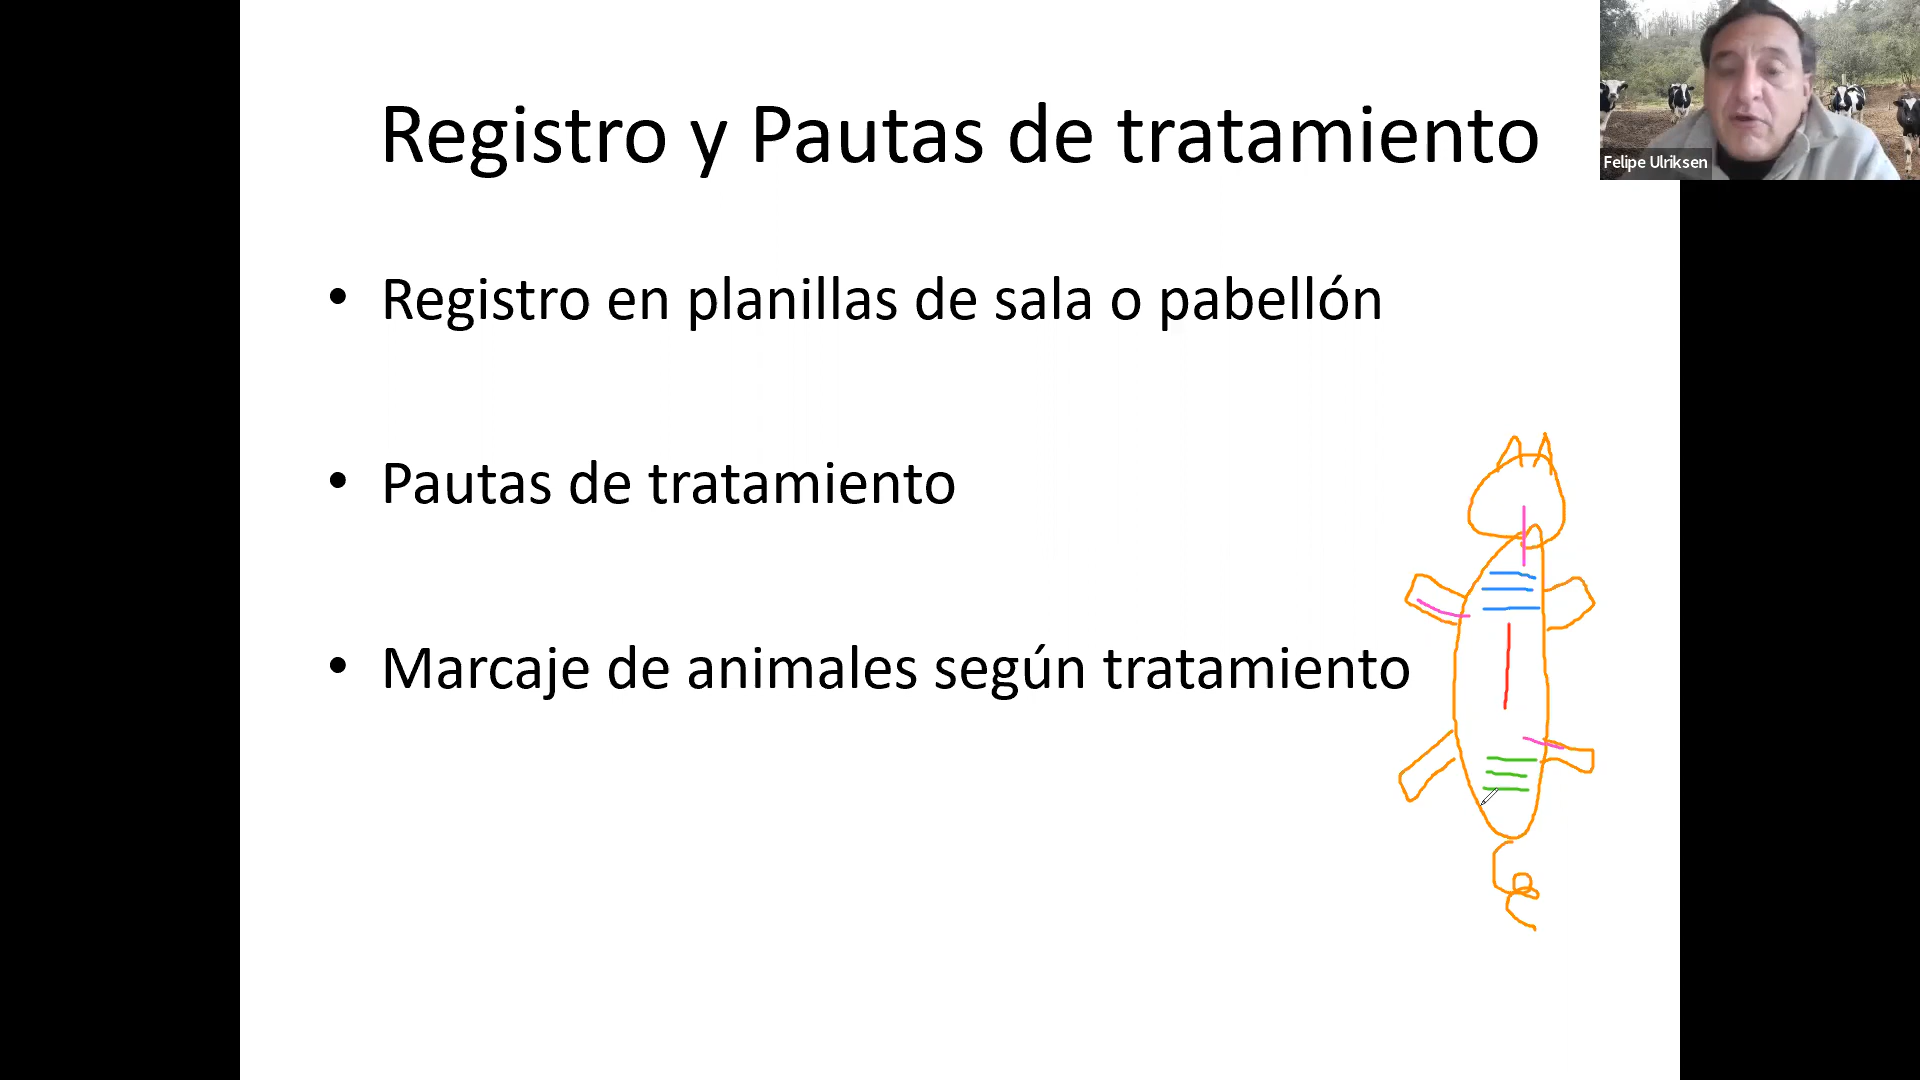 Registro y Pautas de tratamiento
Felipe Ulriksen
• Registro en planillas de sala o pabellón
• Pautas de tratamiento
• Marcaje de animales según tratamiento